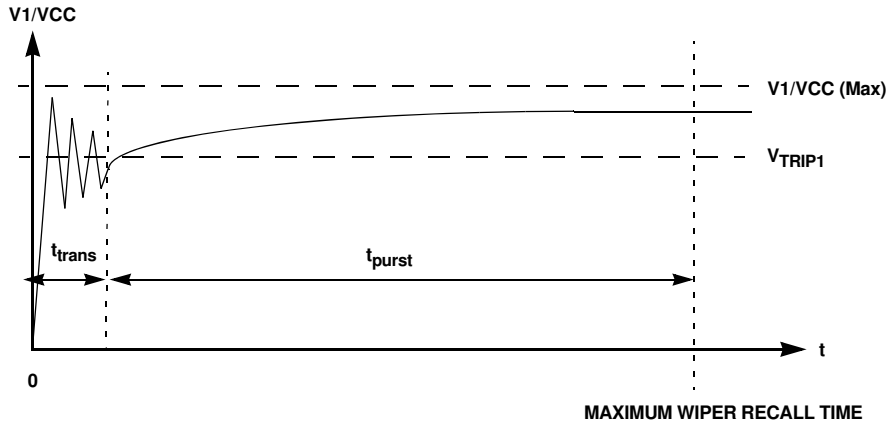 V1/VCC
V1/VCC (Max)
VTRIP1
ttrans
tpurst
t
0
MAXIMUM WIPER RECALL TIME